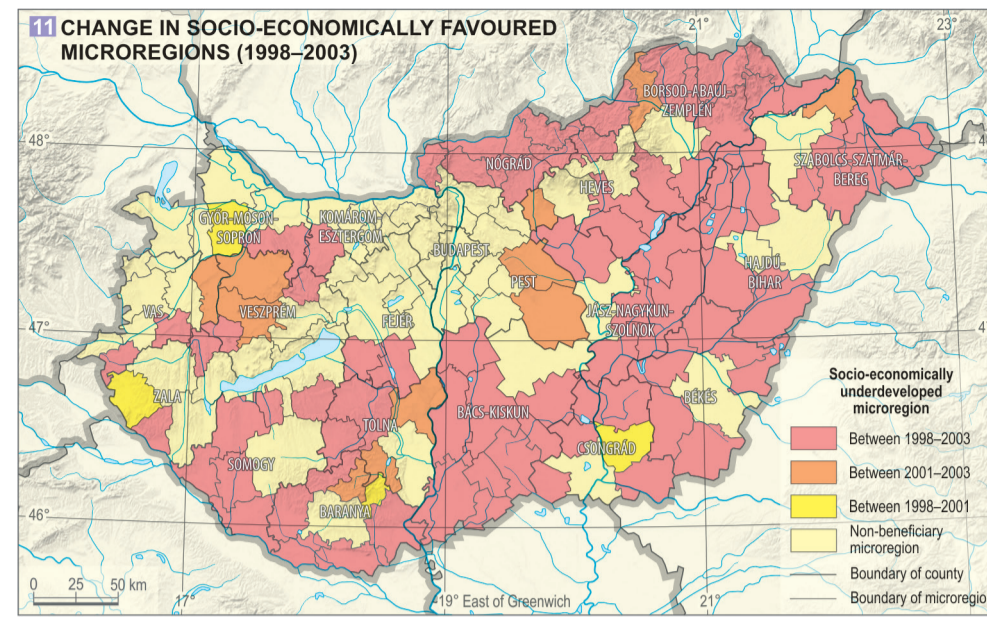 11 CHANGE IN SOCIO-ECONOMICALLY FAVOURED
MICROREGIONS (1998–2003)
21°
23°
48°
BORSOD-ABAÚJ-
ZEMPLÉN
NÓGRÁD
HEVES
SZABOLCS-SZATMÁR-
BEREG
GYŐR-MOSON-
SOPRON
KOMÁROM-
ESZTERGOM
BUDAPEST
HAJDÚ-
BIHAR
PEST
VAS
VESZPRÉM
FEJÉR
JÁSZ-NAGYKUN-
SZOLNOK
47°
4
ZALA
BÉKÉS
TOLNA
BÁCS-KISKUN
SOMOGY
CSONGRÁD
BARANYA
46°
Socio-economically
underdeveloped
microregion
Between 1998–2003
Between 2001–2003
Between 1998–2001
Non-beneficiary
microregion
Boundary of county
Boundary of microregio
0 25 50 km
17°
19° East of Greenwich
21°